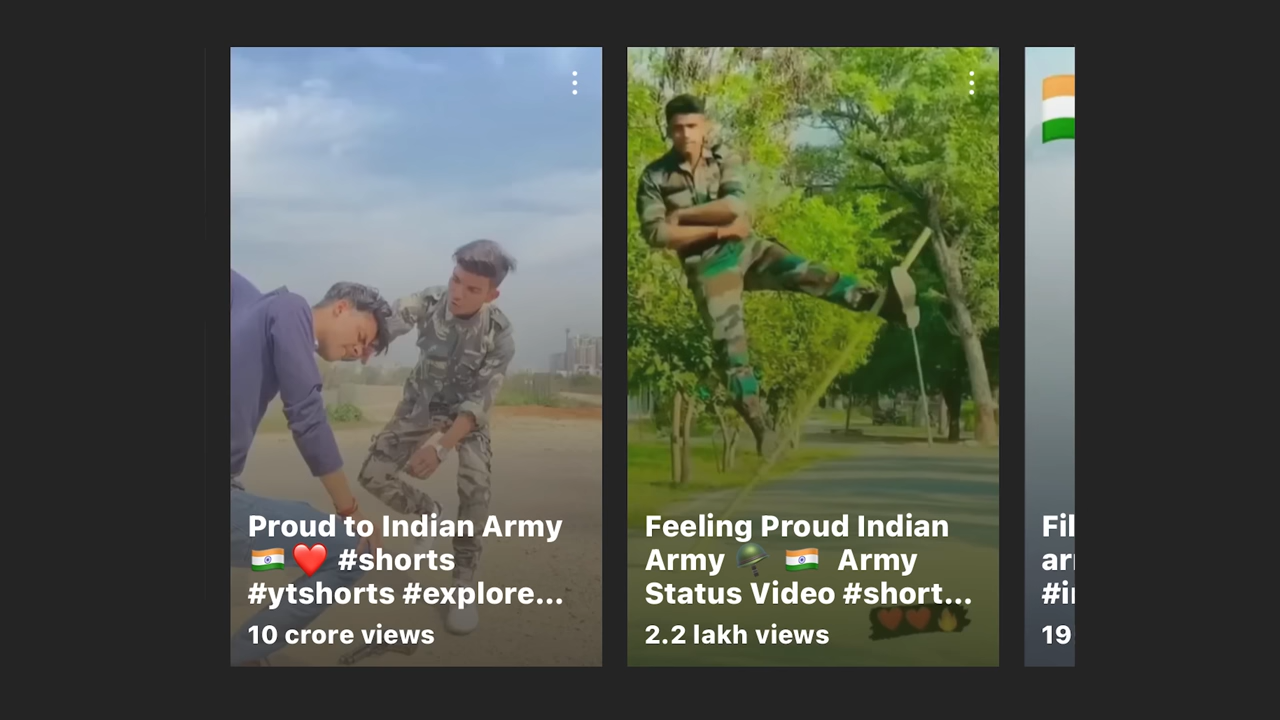 Proud to Indian Army
🇮🇳❤️ #shorts
#ytshorts #explore...
10 crore views
Feeling Proud Indian
Army 🪖 🇮🇳 Army
Status Video #short...
2.2 lakh views
19